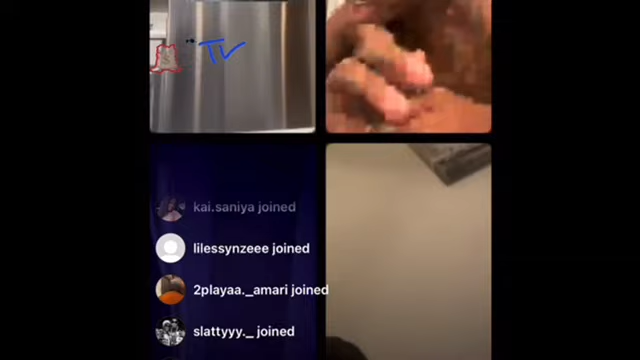 TV
kai.saniya joined
lilessynzeee joined
2playaa._amari joined
slattyyy._ joined